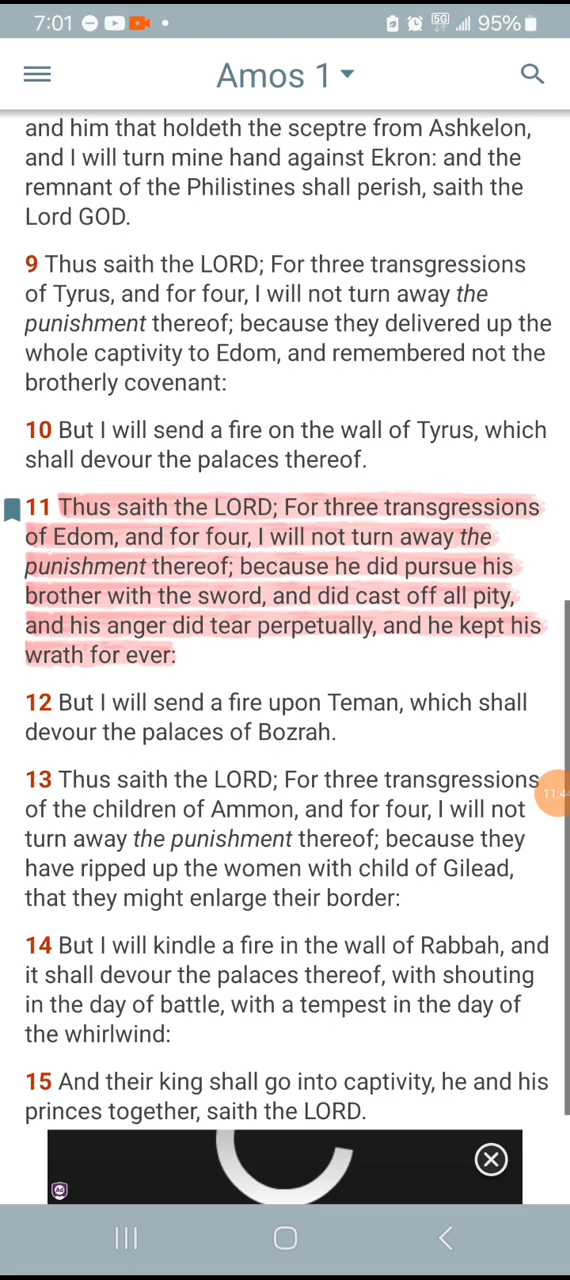 7:01
5G
95%
Amos 1
and him that holdeth the sceptre from Ashkelon,
and I will turn mine hand against Ekron: and the
remnant of the Philistines shall perish, saith the
Lord GOD.
9 Thus saith the LORD; For three transgressions
of Tyrus, and for four, I will not turn away the
punishment thereof; because they delivered up the
whole captivity to Edom, and remembered not the
brotherly covenant:
10 But I will send a fire on the wall of Tyrus, which
shall devour the palaces thereof.
11 Thus saith the LORD; For three transgressions
of Edom, and for four, I will not turn away the
punishment thereof; because he did pursue his
brother with the sword, and did cast off all pity,
and his anger did tear perpetually, and he kept his
wrath for ever:
12 But I will send a fire upon Teman, which shall
devour the palaces of Bozrah.
13 Thus saith the LORD; For three transgressions
11:44
of the children of Ammon, and for four, I will not
turn away the punishment thereof; because they
have ripped up the women with child of Gilead,
that they might enlarge their border:
14 But I will kindle a fire in the wall of Rabbah, and
it shall devour the palaces thereof, with shouting
in the day of battle, with a tempest in the day of
the whirlwind:
15 And their king shall go into captivity, he and his
princes together, saith the LORD.
Ad